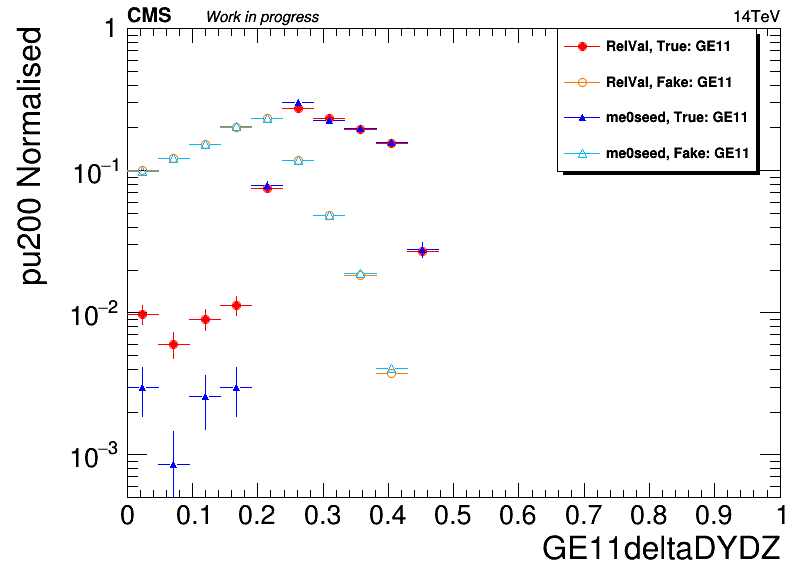 CMS Work in progress 14TeV
pu200 Normalised
1
10⁻¹
10⁻²
10⁻³
RelVal, True: GE11
RelVal, Fake: GE11
me0seed, True: GE11
me0seed, Fake: GE11
0 0.1 0.2 0.3 0.4 0.5 0.6 0.7 0.8 0.9 1
GE11deltaDYDZ